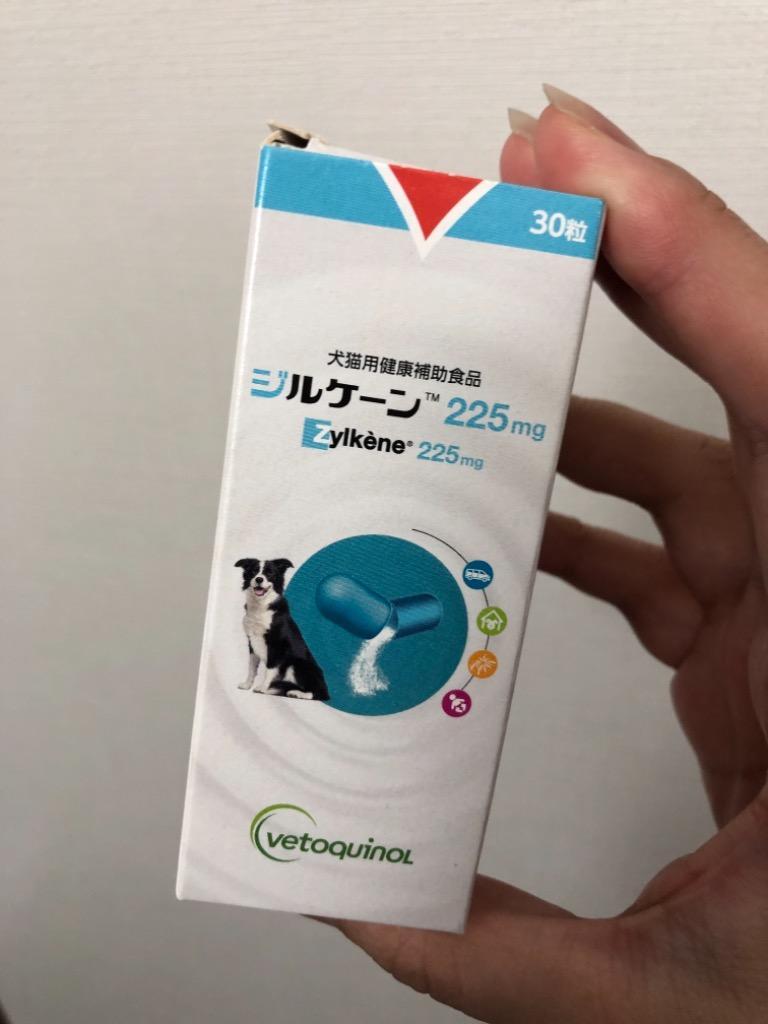 30粒
犬猫用健康補助食品
ジルケーン™ 225mg
Zylkène® 225mg
vetoquinol